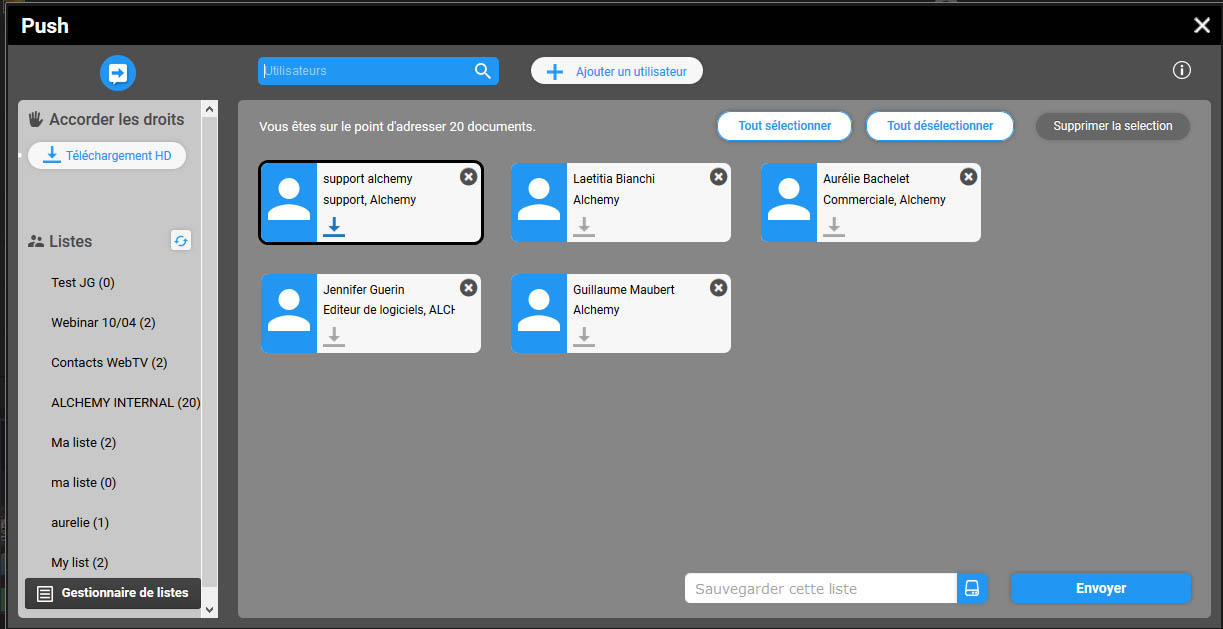 Push
Utilisateurs
Ajouter un utilisateur
Accorder les droits
Téléchargement HD
Listes
Test JG (0)
Webinar 10/04 (2)
Contacts WebTV (2)
ALCHEMY INTERNAL (20)
Ma liste (2)
ma liste (0)
aurelie (1)
My list (2)
Gestionnaire de listes
Vous êtes sur le point d'adresser 20 documents.
Tout sélectionner
Tout désélectionner
Supprimer la selection
support alchemy
support, Alchemy
Laetitia Bianchi
Alchemy
Aurélie Bachelet
Commerciale, Alchemy
Jennifer Guerin
Editeur de logiciels, ALCH
Guillaume Maubert
Alchemy
Sauvegarder cette liste
Envoyer